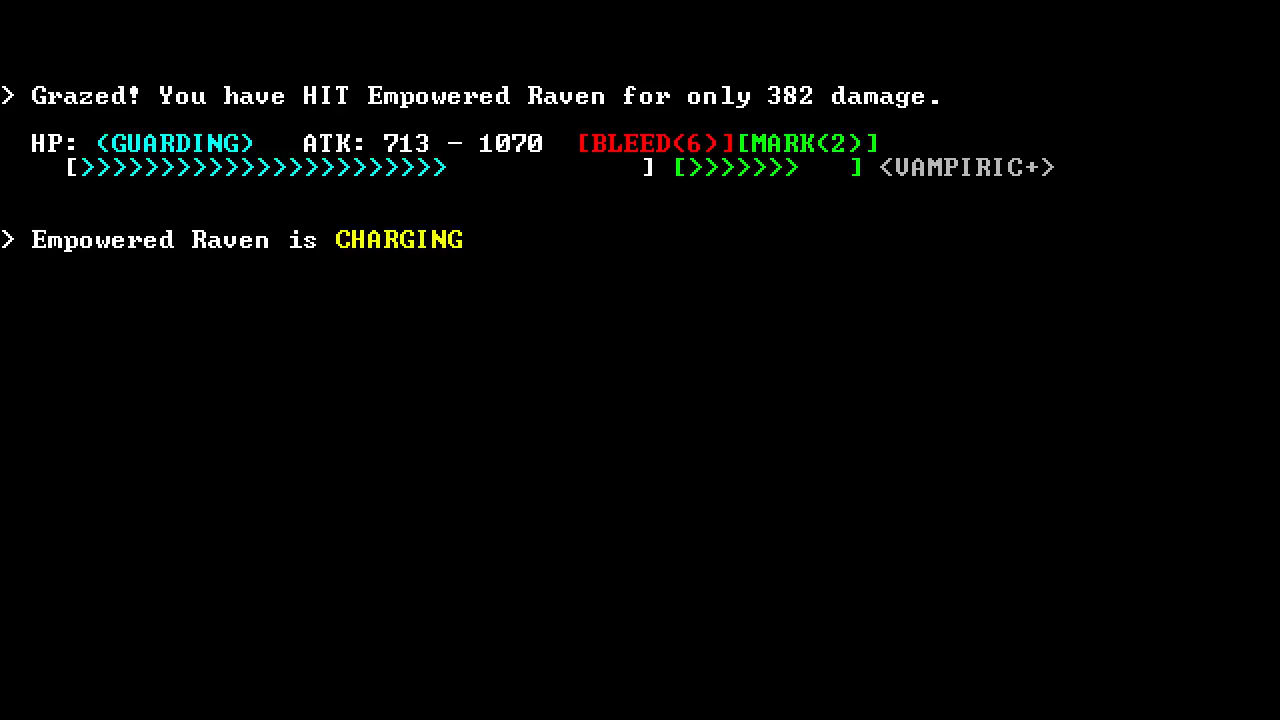 > Grazed! You have HIT Empowered Raven for only 382 damage.
HP: (GUARDING)   ATK: 713 - 1070  [BLEED(6)][MARK(2)]
[>>>>>>>>>>>>>>>>>>>>>>>            ] [>>>>>>>   ] <VAMPIRIC+>
> Empowered Raven is CHARGING